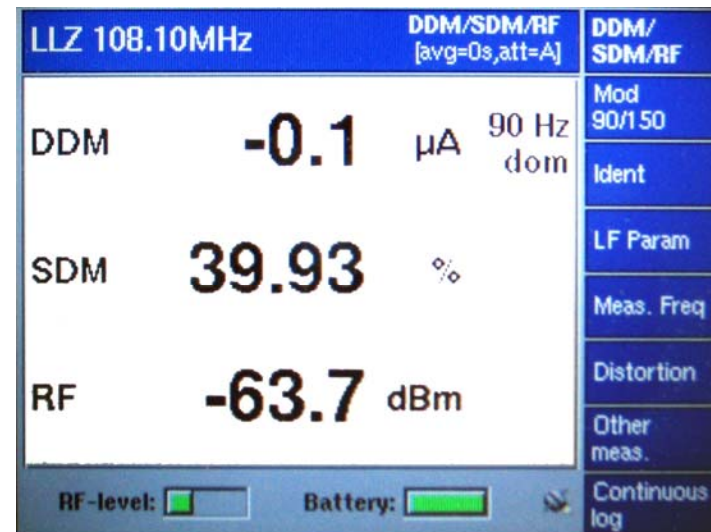 LLZ 108.10MHz
DDM/SDM/RF
[avg=0s,att=A]
DDM -0.1 µA 90 Hz
dom
SDM 39.93 %
RF -63.7 dBm
RF-level: Battery:
DDM/
SDM/RF
Mod
90/150
Ident
LF Param
Meas. Freq
Distortion
Other
meas.
Continuous
log